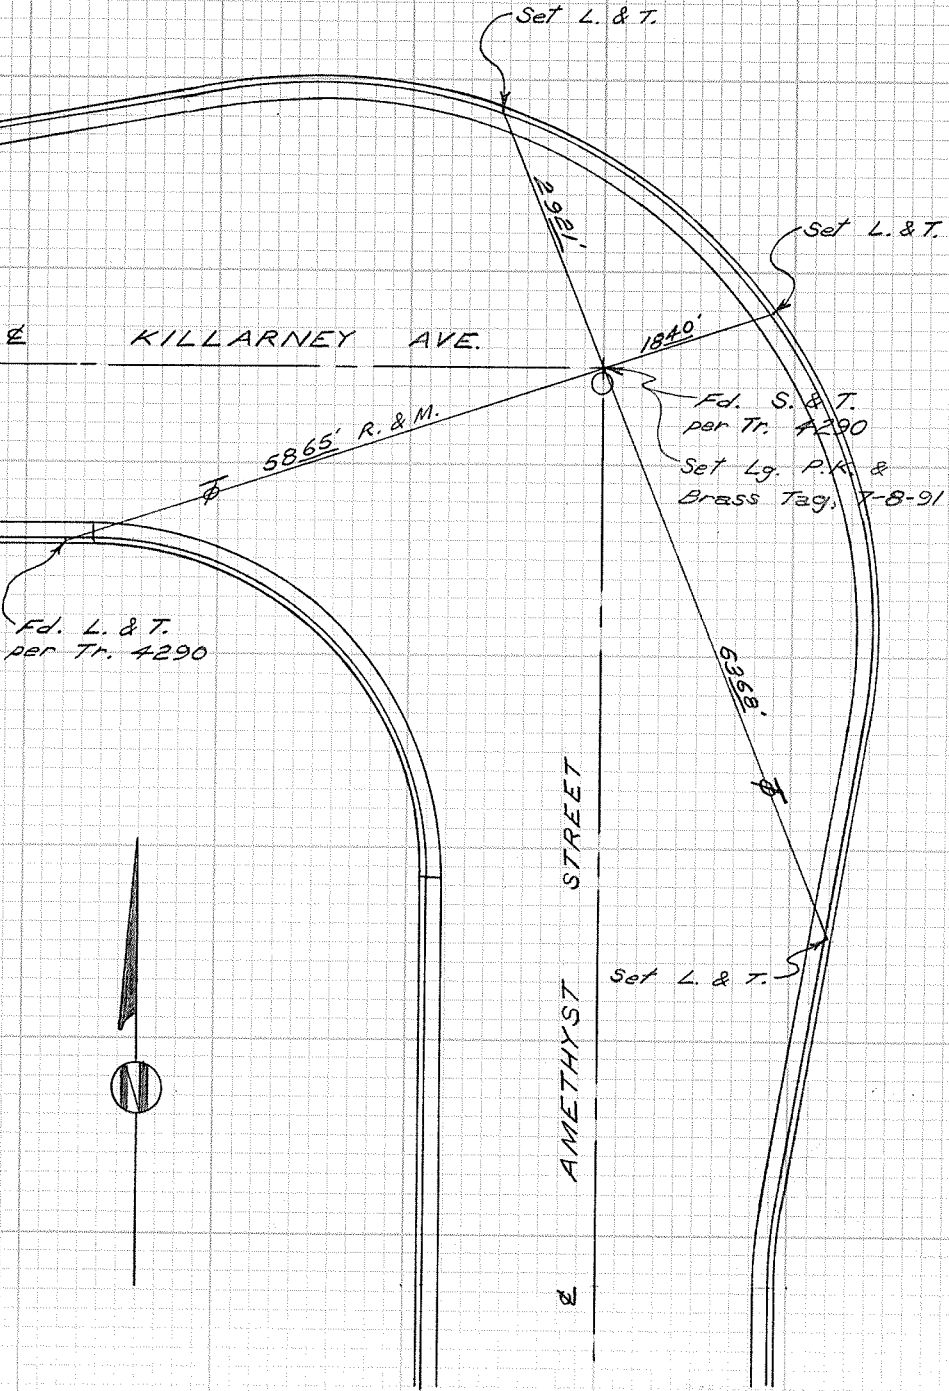 Set L. & T.
29.21'
Set L. & T.
℄ KILLARNEY AVE.
18.40'
Fd. S. & T.
per Tr. 4290
58.65' R. & M.
Set Lg. P.K. &
Brass Tag, 7-8-91
Fd. L. & T.
per Tr. 4290
63.68'
Set L. & T.
℄ AMETHYST STREET
N